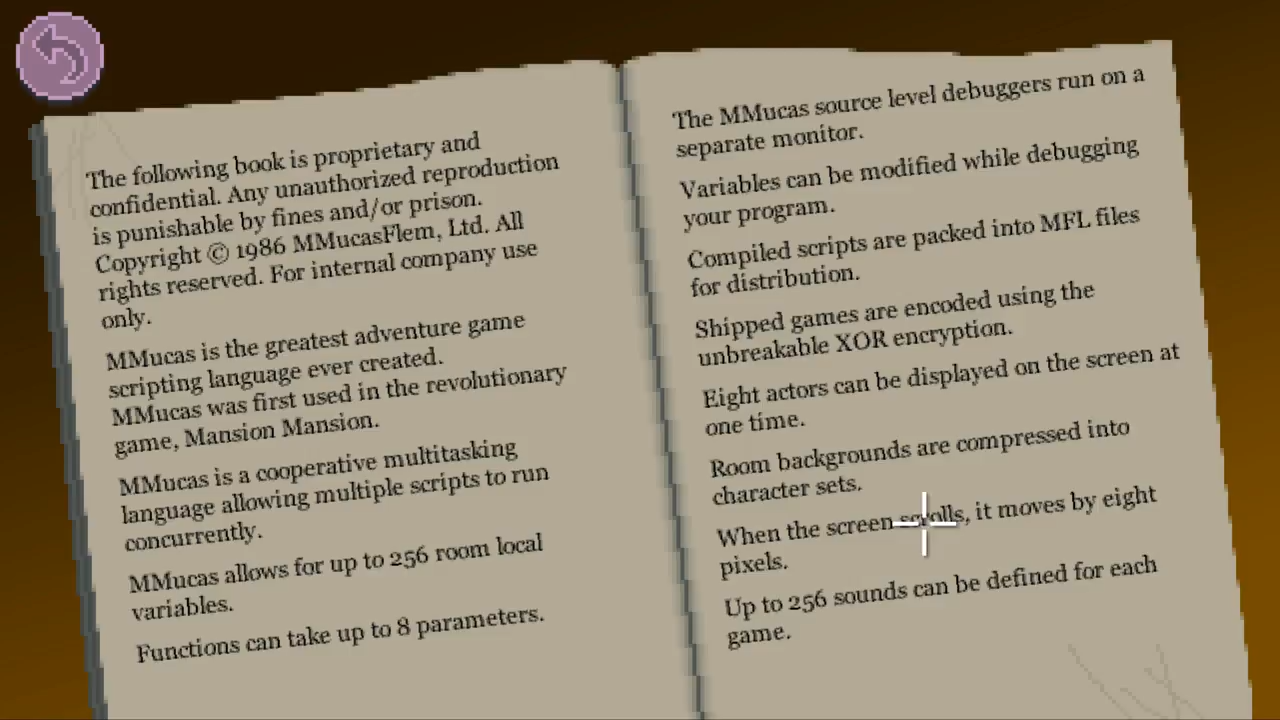 The following book is proprietary and
confidential. Any unauthorized reproduction
is punishable by fines and/or prison.
Copyright © 1986 MMucasFlem, Ltd. All
rights reserved. For internal company use
only.
MMucas is the greatest adventure game
scripting language ever created.
MMucas was first used in the revolutionary
game, Mansion Mansion.
MMucas is a cooperative multitasking
language allowing multiple scripts to run
concurrently.
MMucas allows for up to 256 room local
variables.
Functions can take up to 8 parameters.
The MMucas source level debuggers run on a
separate monitor.
Variables can be modified while debugging
your program.
Compiled scripts are packed into MFL files
for distribution.
Shipped games are encoded using the
unbreakable XOR encryption.
Eight actors can be displayed on the screen at
one time.
Room backgrounds are compressed into
character sets.
When the screen scrolls, it moves by eight
pixels.
Up to 256 sounds can be defined for each
game.